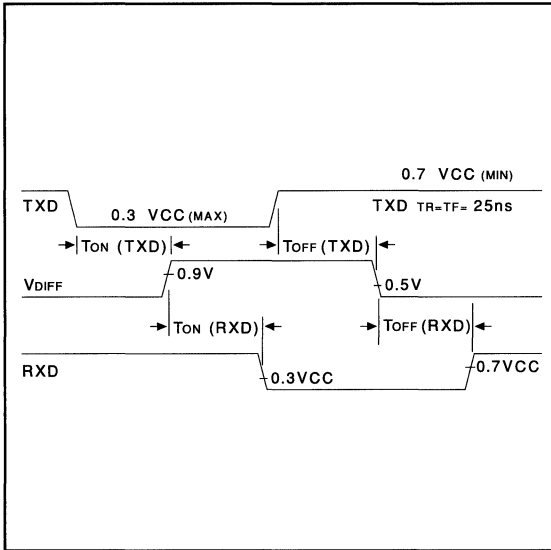 0.7 VCC (MIN)
TXD
0.3 VCC (MAX)
TXD TR=TF= 25ns
TON (TXD)
TOFF (TXD)
0.9V
VDIFF
0.5V
TON (RXD)
TOFF (RXD)
RXD
0.3VCC
0.7VCC